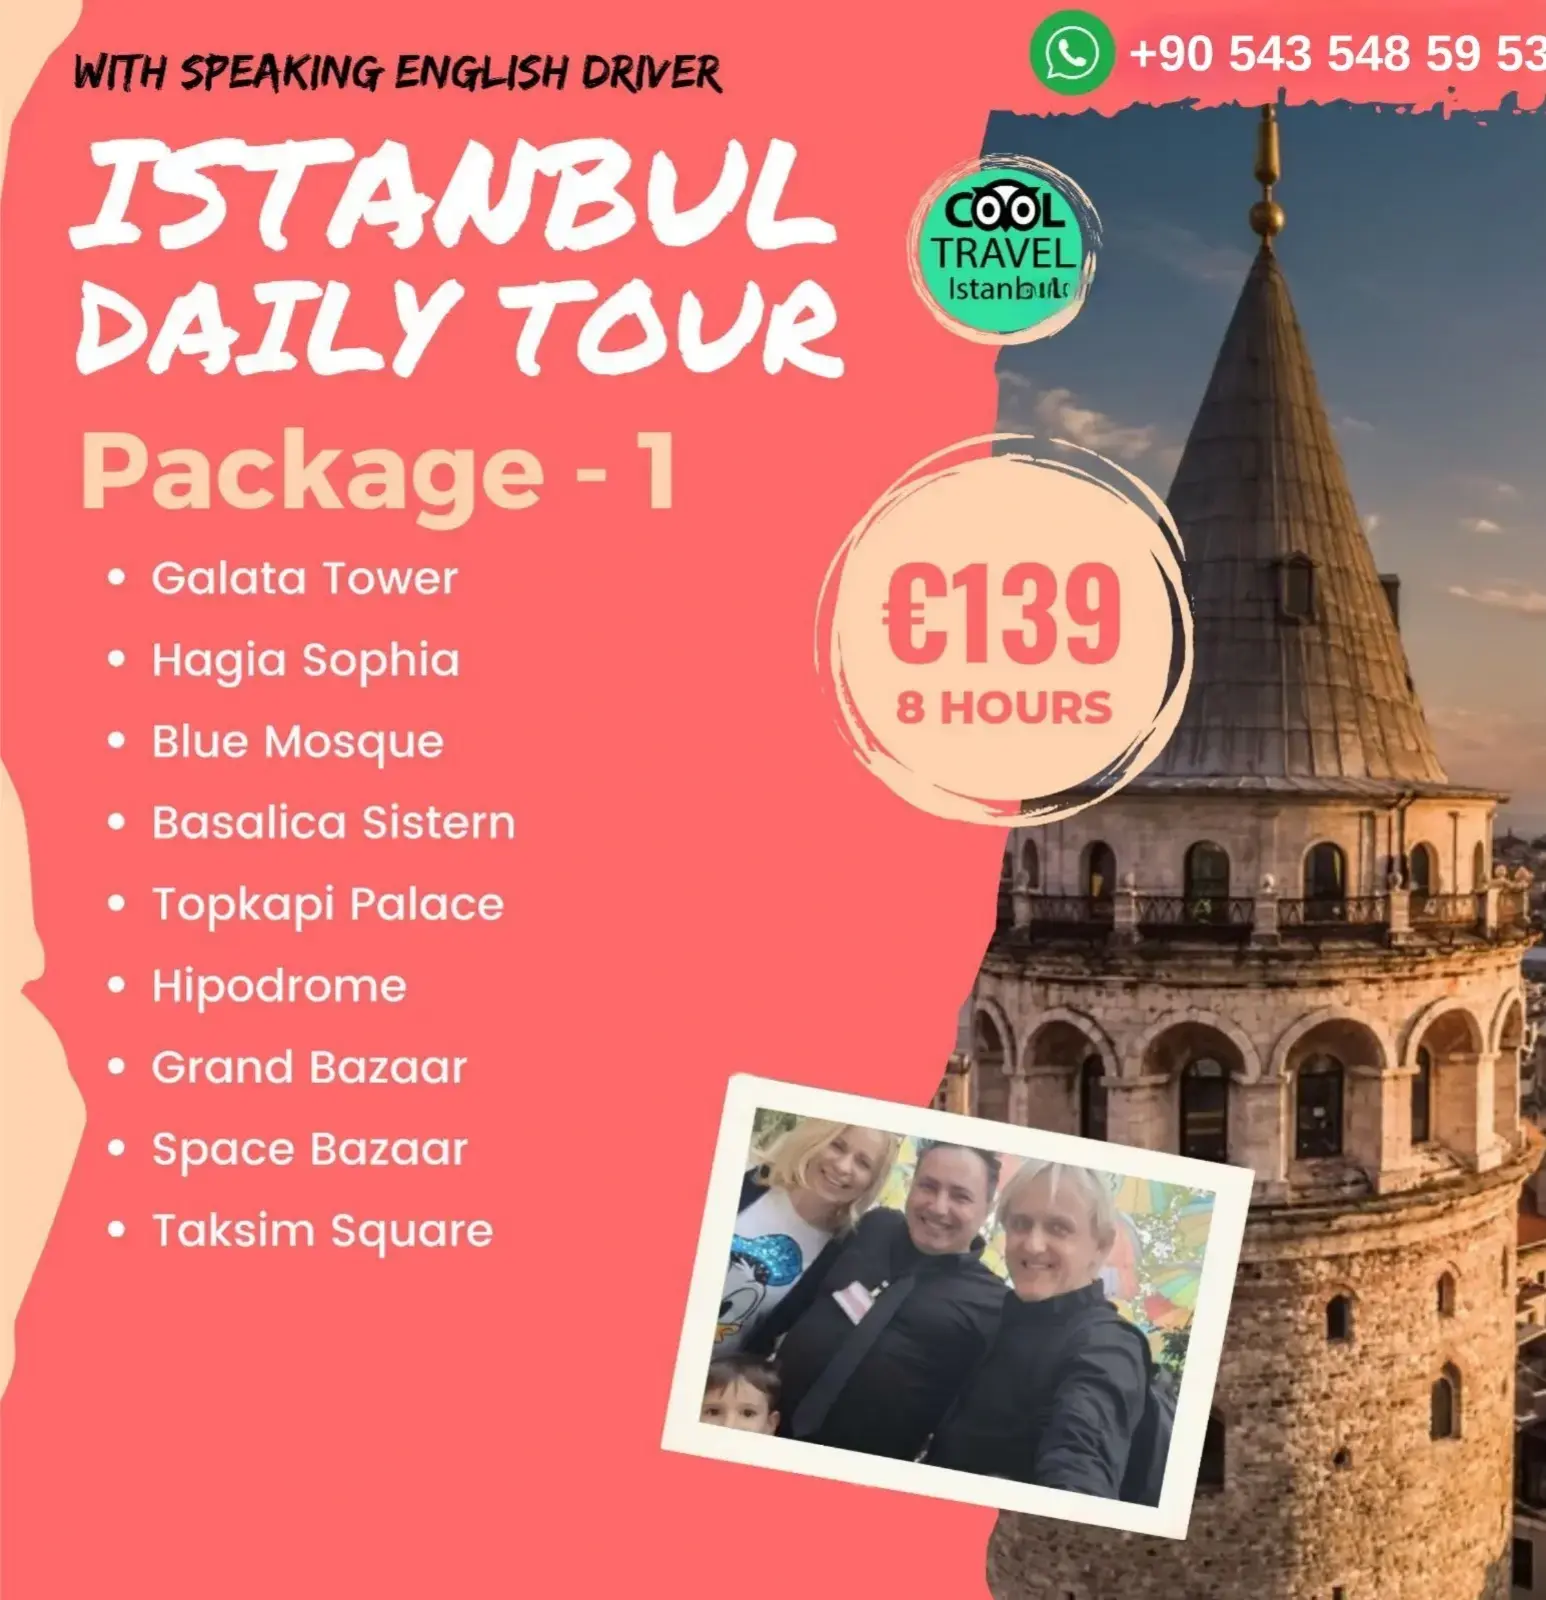 WITH SPEAKING ENGLISH DRIVER
+90 543 548 59 53
ISTANBUL
DAILY TOUR
COOL
TRAVEL
Istanbul
Package - 1
€139
8 HOURS
Galata Tower
Hagia Sophia
Blue Mosque
Basalica Sistern
Topkapi Palace
Hipodrome
Grand Bazaar
Space Bazaar
Taksim Square